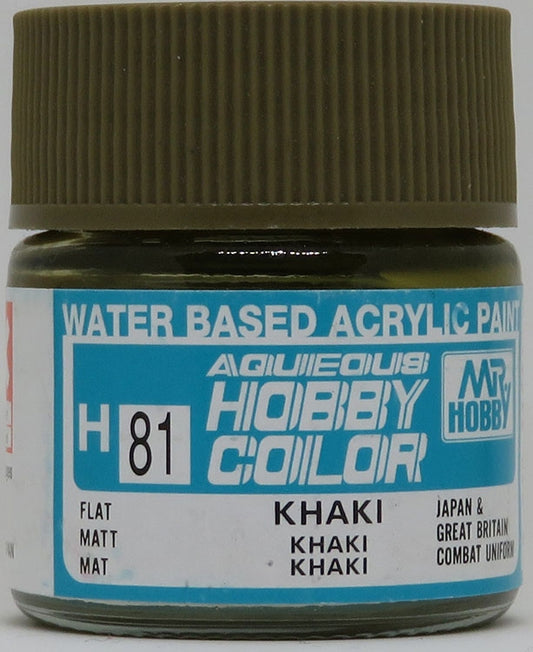 WATER BASED ACRYLIC PAINT
AQUEOUS
HOBBY
COLOR
MR
HOBBY
H 81
FLAT
MATT
MAT
KHAKI
KHAKI
KHAKI
JAPAN &
GREAT BRITAIN
COMBAT UNIFORM